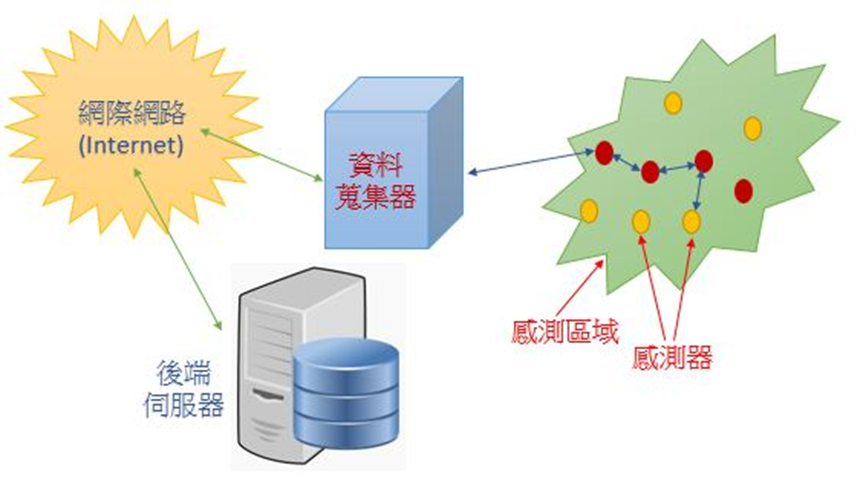 網際網路
(Internet)
資料
蒐集器
感測區域
感測器
後端
伺服器